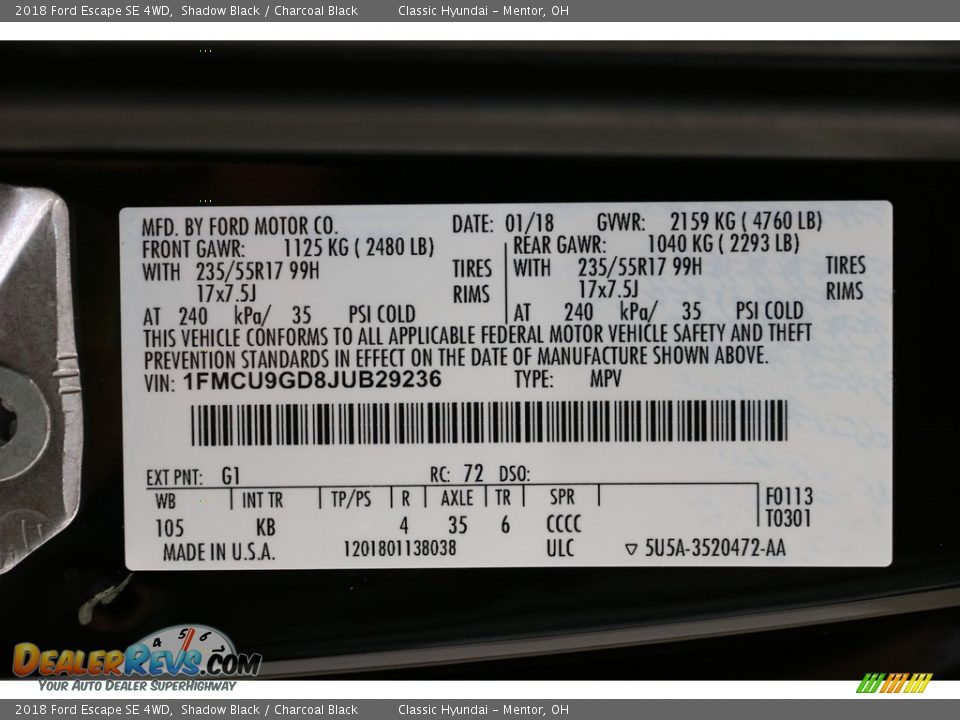 2018 Ford Escape SE 4WD, Shadow Black / Charcoal Black Classic Hyundai – Mentor, OH
MFD. BY FORD MOTOR CO. DATE: 01/18 GVWR: 2159 KG ( 4760 LB)
FRONT GAWR: 1125 KG ( 2480 LB) REAR GAWR: 1040 KG ( 2293 LB)
WITH 235/55R17 99H TIRES WITH 235/55R17 99H TIRES
17x7.5J RIMS 17x7.5J RIMS
AT 240 kPa/ 35 PSI COLD AT 240 kPa/ 35 PSI COLD
THIS VEHICLE CONFORMS TO ALL APPLICABLE FEDERAL MOTOR VEHICLE SAFETY AND THEFT
PREVENTION STANDARDS IN EFFECT ON THE DATE OF MANUFACTURE SHOWN ABOVE.
VIN: 1FMCU9GD8JUB29236 TYPE: MPV
EXT PNT: G1 RC: 72 DSO:
WB INT TR TP/PS R AXLE TR SPR F0113
105 KB 4 35 6 CCCC T0301
MADE IN U.S.A. 1201801138038 ULC ▽ 5U5A-3520472-AA
4 5 6
DEALERREVS.COM
YOUR AUTO DEALER SUPERHIGHWAY
2018 Ford Escape SE 4WD, Shadow Black / Charcoal Black Classic Hyundai – Mentor, OH